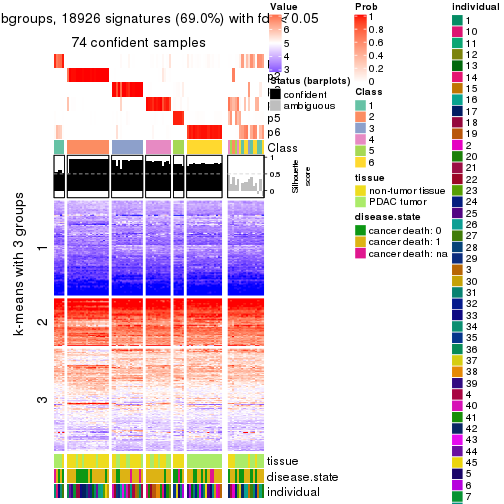 bgroups, 18926 signatures (69.0%) with fd
0.05
74 confident samples
p5
p6
Class
1
0.5
0
Silhouette
score
k-means with 3 groups
1
2
3
tissue
disease.state
individual
Value
7
6
5
4
3
Status (barplots)
confident
ambiguous
Prob
1
0.8
0.6
0.4
0.2
0
Class
1
2
3
4
5
6
tissue
non-tumor tissue
PDAC tumor
disease.state
cancer death: 0
cancer death: 1
cancer death: na
individual
1
10
11
12
13
14
15
16
17
18
19
2
20
21
22
23
24
25
26
27
28
29
3
30
31
32
33
34
35
36
37
38
39
4
40
41
42
43
44
45
5
6
7